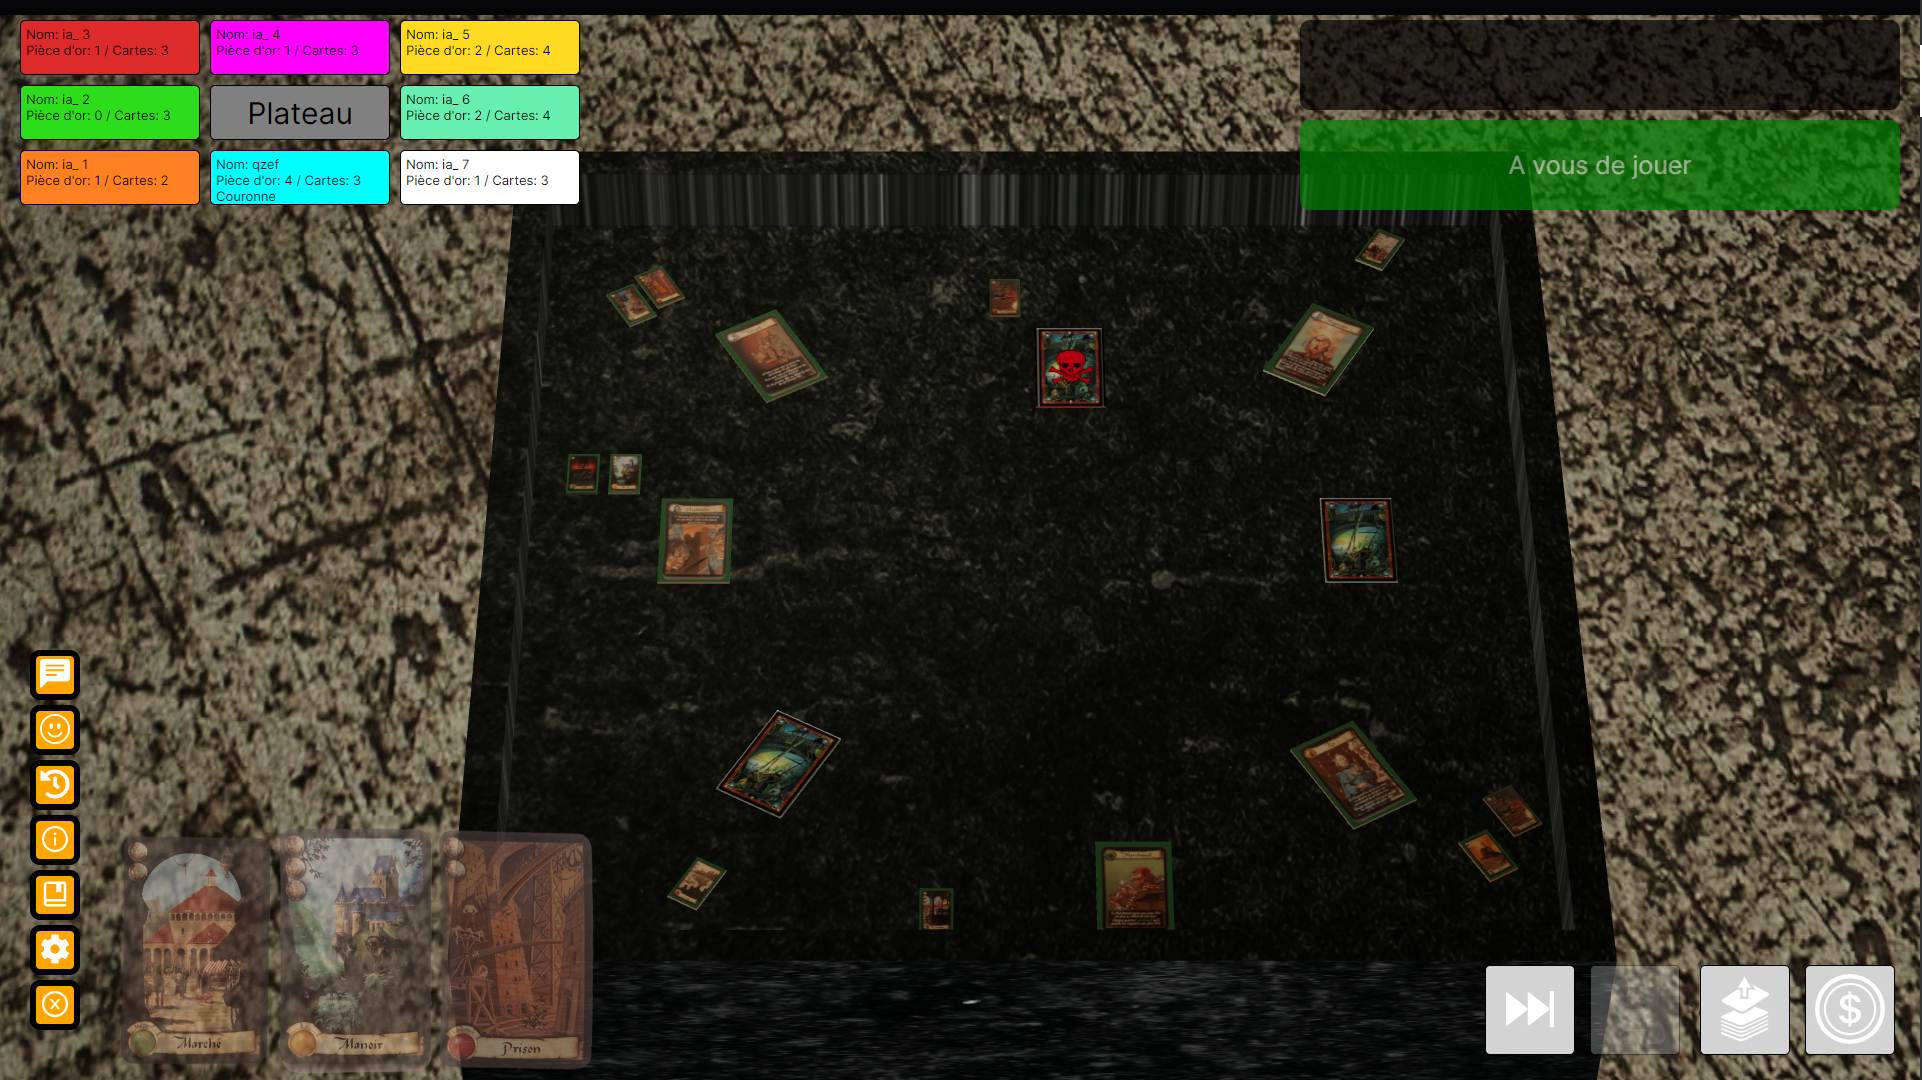 Nom: ia_ 3
Pièce d'or: 1 / Cartes: 3
Nom: ia_ 4
Pièce d'or: 1 / Cartes: 3
Nom: ia_ 5
Pièce d'or: 2 / Cartes: 4
Nom: ia_ 2
Pièce d'or: 0 / Cartes: 3
Plateau
Nom: ia_ 6
Pièce d'or: 2 / Cartes: 4
Nom: ia_ 1
Pièce d'or: 1 / Cartes: 2
Nom: qzef
Pièce d'or: 4 / Cartes: 3
Couronne
Nom: ia_ 7
Pièce d'or: 1 / Cartes: 3
A vous de jouer
Marché
Manoir
Prison